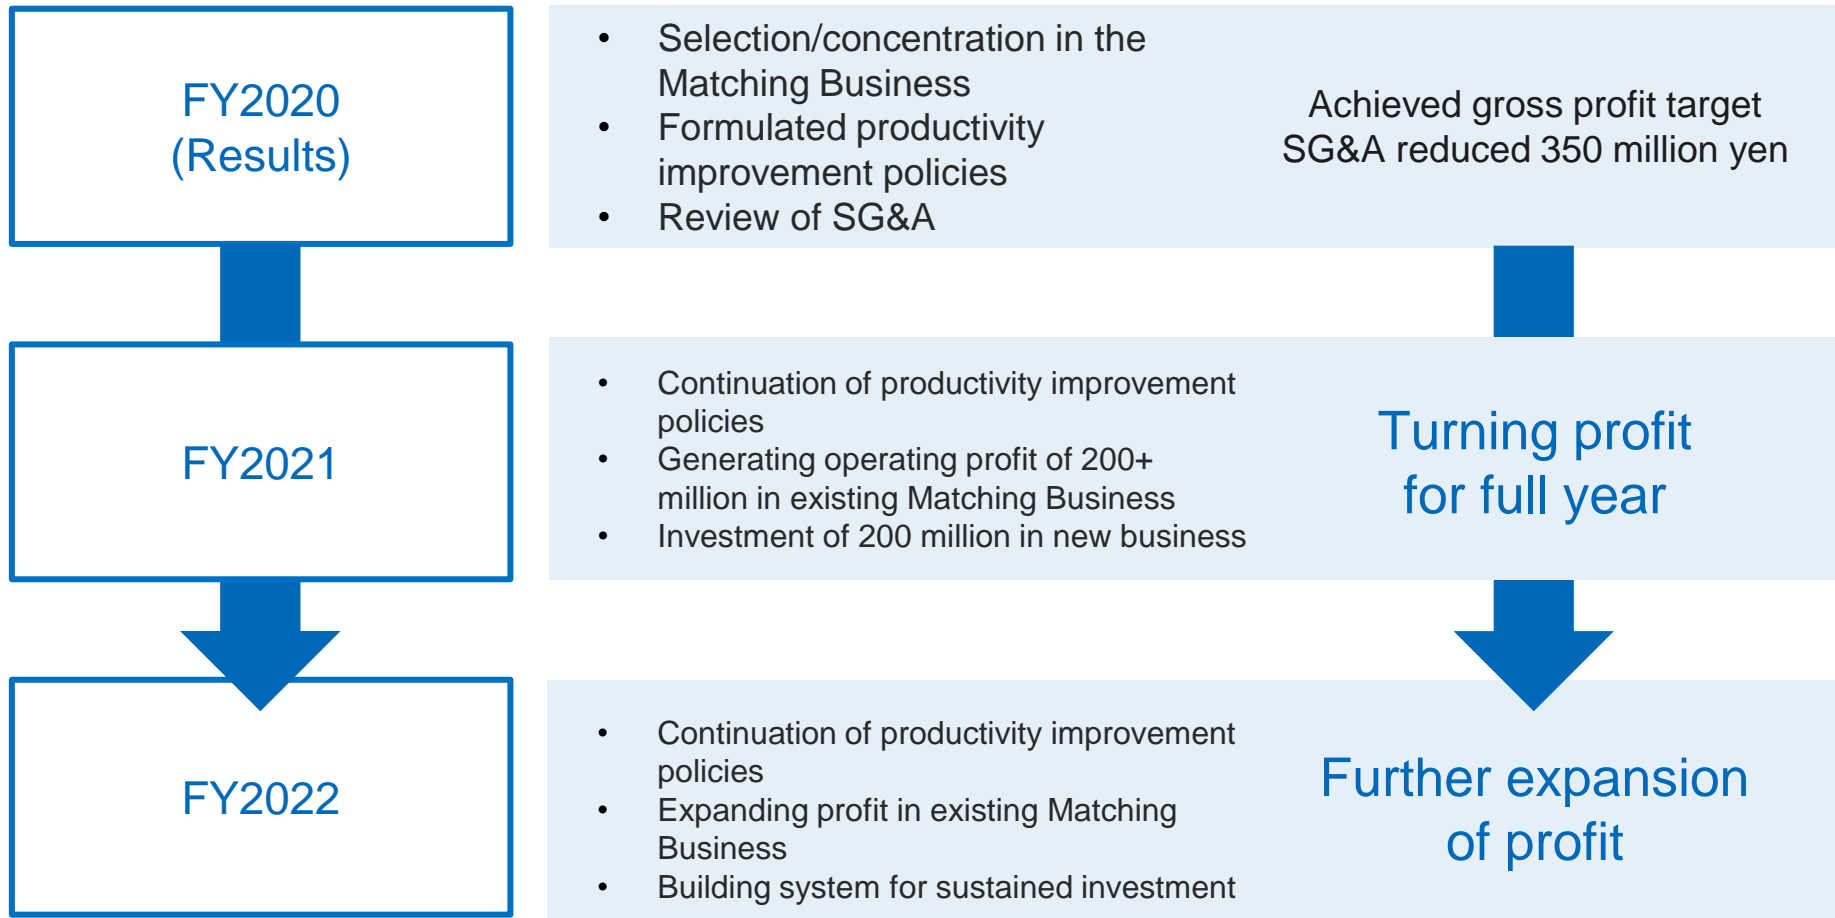 FY2020
(Results)
• Selection/concentration in the
Matching Business
• Formulated productivity
improvement policies
• Review of SG&A
Achieved gross profit target
SG&A reduced 350 million yen
FY2021
• Continuation of productivity improvement
policies
• Generating operating profit of 200+
million in existing Matching Business
• Investment of 200 million in new business
Turning profit
for full year
FY2022
• Continuation of productivity improvement
policies
• Expanding profit in existing Matching
Business
• Building system for sustained investment
Further expansion
of profit